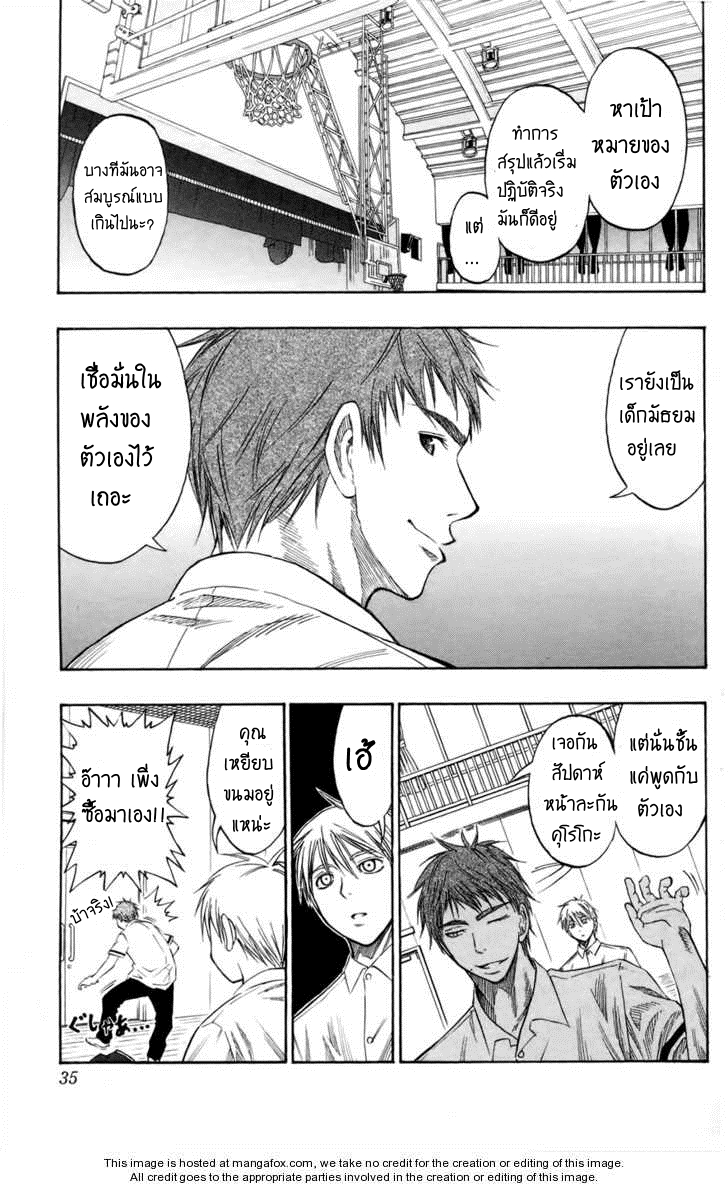 หาเป้า
หมายของ
ตัวเอง
ทำการ
สรุปแล้วเริ่ม
ปฏิบัติจริง
มันก็ดีอยู่
แต่
...
บางทีมันอาจ
สมบูรณ์แบบ
เกินไปนะ?
เรายังเป็น
เด็กมัธยม
อยู่เลย
เชื่อมั่นใน
พลังของ
ตัวเองไว้
เถอะ
แต่นั่นชั้น
แค่พูดกับ
ตัวเอง
เจอกัน
สัปดาห์
หน้าละกัน
คุโรโกะ
เฮ้
คุณ
เหยียบ
ขนมอยู่
แหน่ะ
อ๊าาา เพิ่ง
ซื้อมาเอง!!
บ้าจริง!
ぐしゃあ...
35
This image is hosted at mangafox.com, we take no credit for the creation or editing of this image.
All credit goes to the appropriate parties involved in the creation or editing of this image.